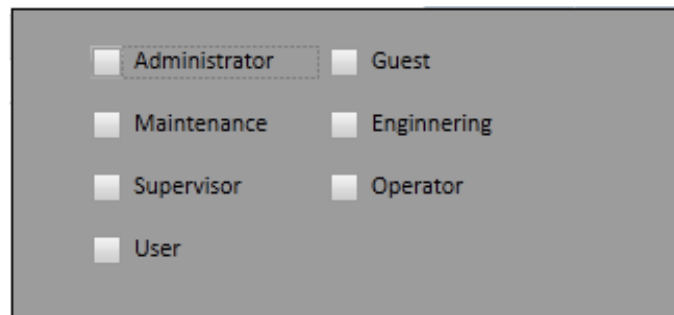 Administrator Guest
Maintenance Enginnering
Supervisor Operator
User